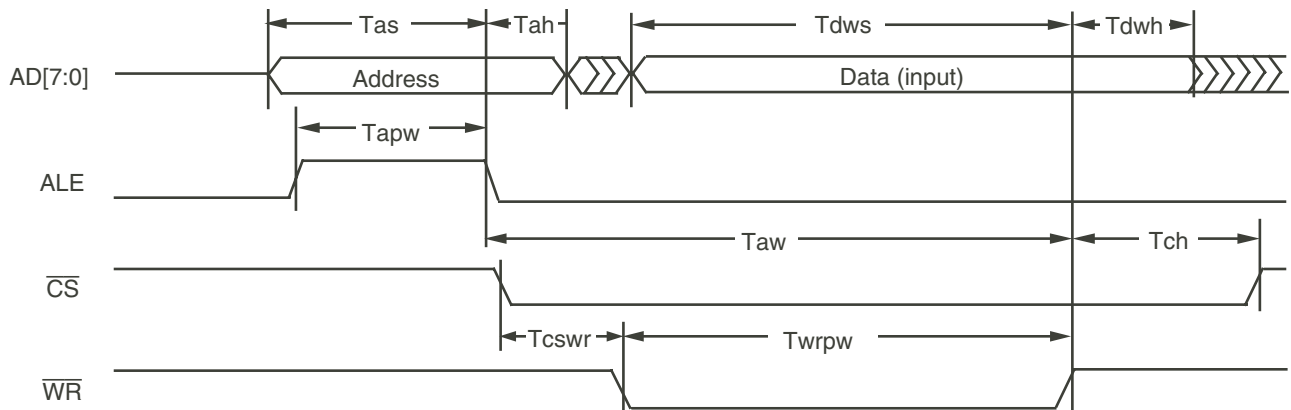 Tas Tah Tdws Tdwh
AD[7:0] Address Data (input)
Tapw
ALE
Taw Tch
CS
Tcswr Twrpw
WR